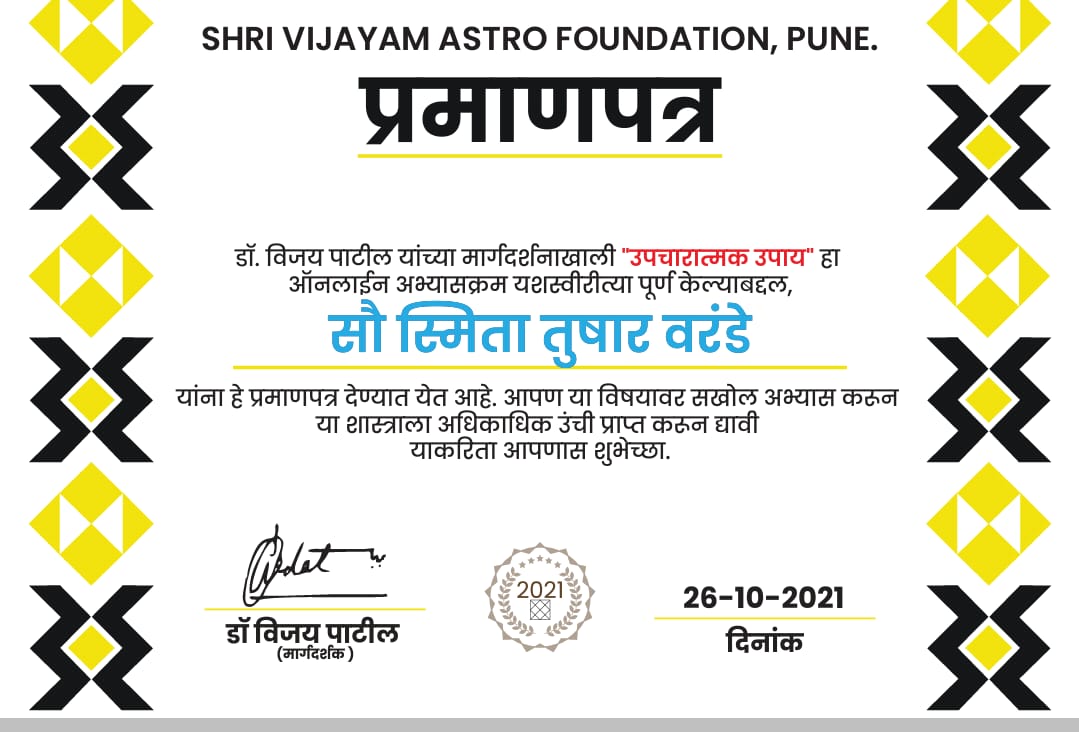 SHRI VIJAYAM ASTRO FOUNDATION, PUNE.
प्रमाणपत्र
डॉ. विजय पाटील यांच्या मार्गदर्शनाखाली "उपचारात्मक उपाय" हा
ऑनलाईन अभ्यासक्रम यशस्वीरीत्या पूर्ण केल्याबद्दल,
सौ स्मिता तुषार वरंडे
यांना हे प्रमाणपत्र देण्यात येत आहे. आपण या विषयावर सखोल अभ्यास करून
या शास्त्राला अधिकाधिक उंची प्राप्त करून द्यावी
याकरिता आपणास शुभेच्छा.
2021
26-10-2021
डॉ विजय पाटील
(मार्गदर्शक )
दिनांक